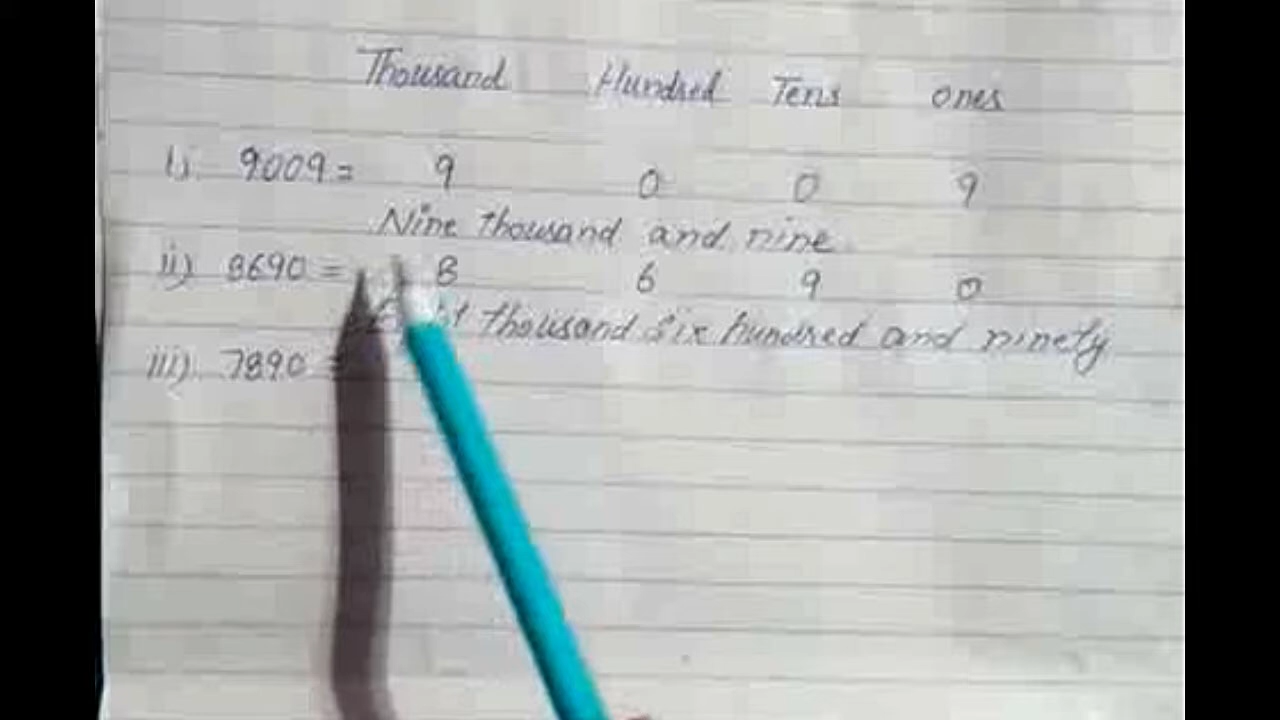 Thousand Hundred Tens ones
i). 9009 = 9 0 0 9
Nine thousand and nine
ii) 8690 = 8 6 9 0
thousand six hundred and ninety
iii). 7890 =